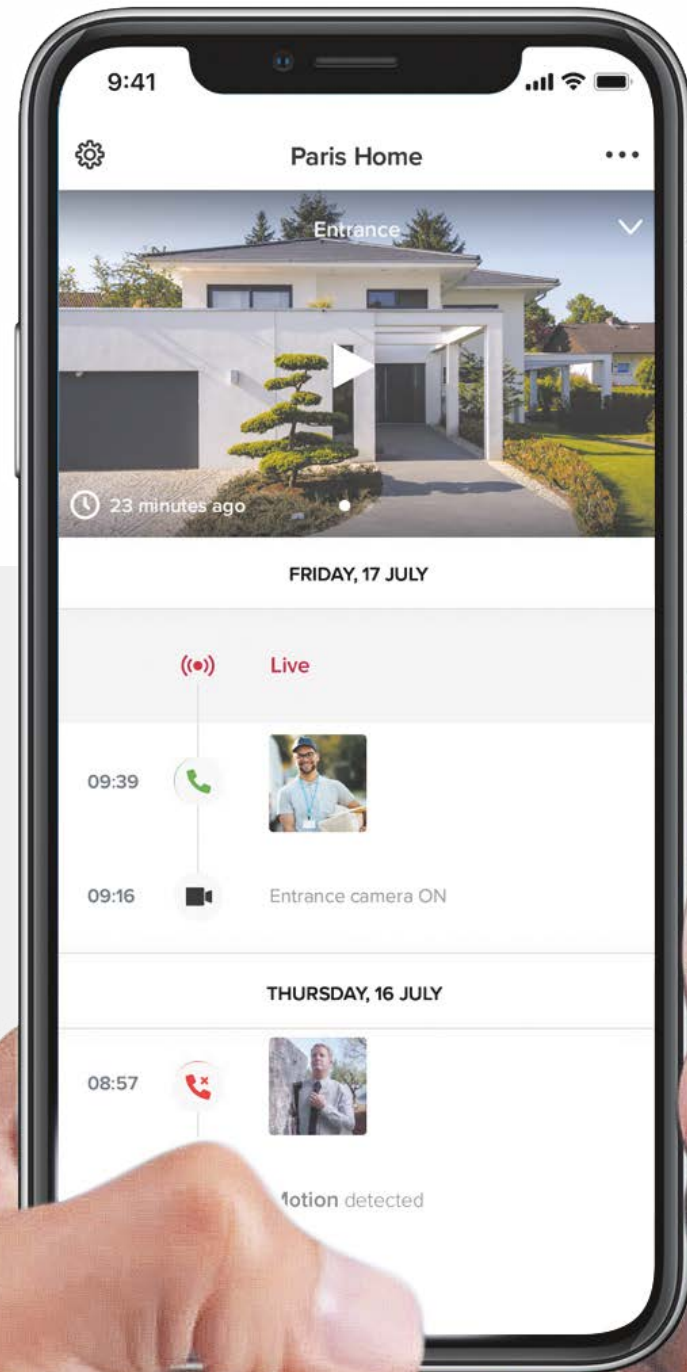 9:41
Paris Home
Entrance
23 minutes ago
FRIDAY, 17 JULY
Live
09:39
09:16 Entrance camera ON
THURSDAY, 16 JULY
08:57
detected